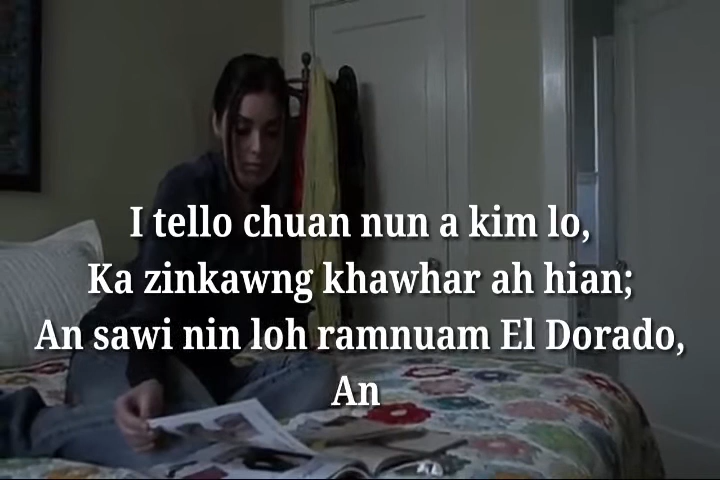 I tello chuan nun a kim lo,
Ka zinkawng khawhar ah hian;
An sawi nin loh ramnuam El Dorado,
An